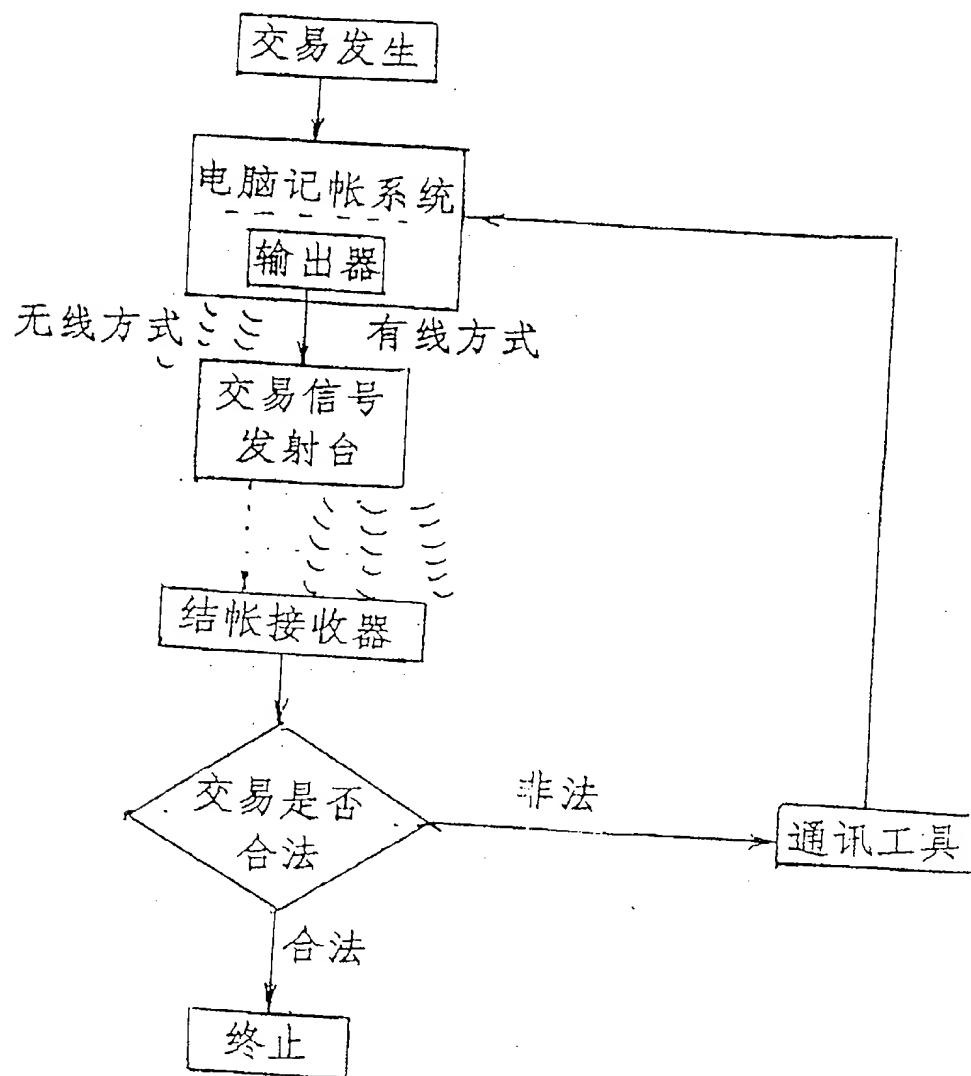 交易发生
电脑记帐系统
输出器
无线方式
有线方式
交易信号
发射台
结帐接收器
交易是否
合法
非法
通讯工具
合法
终止